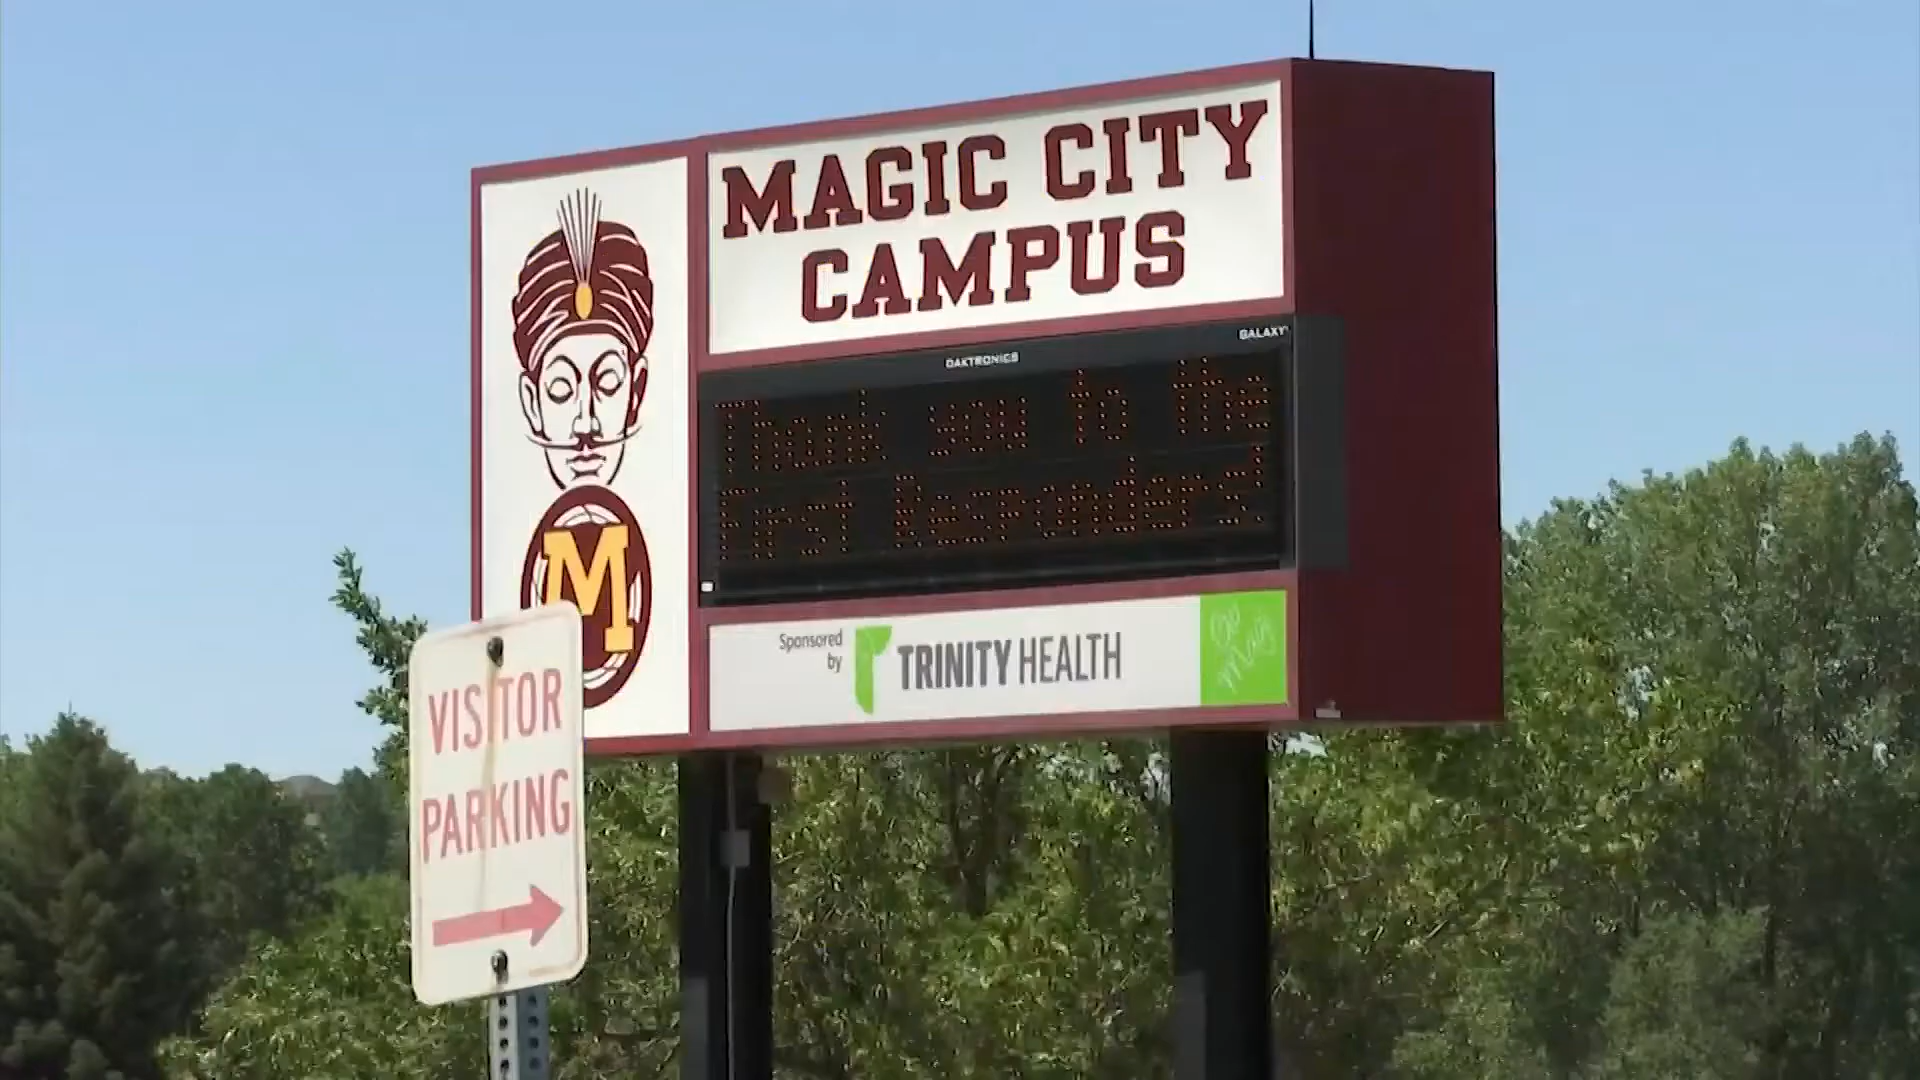 MAGIC CITY
CAMPUS
GALAXY
DAKTRONICS
Thank you to the
First Responders!
M
Sponsored
by
TRINITY HEALTH
VISITOR
PARKING